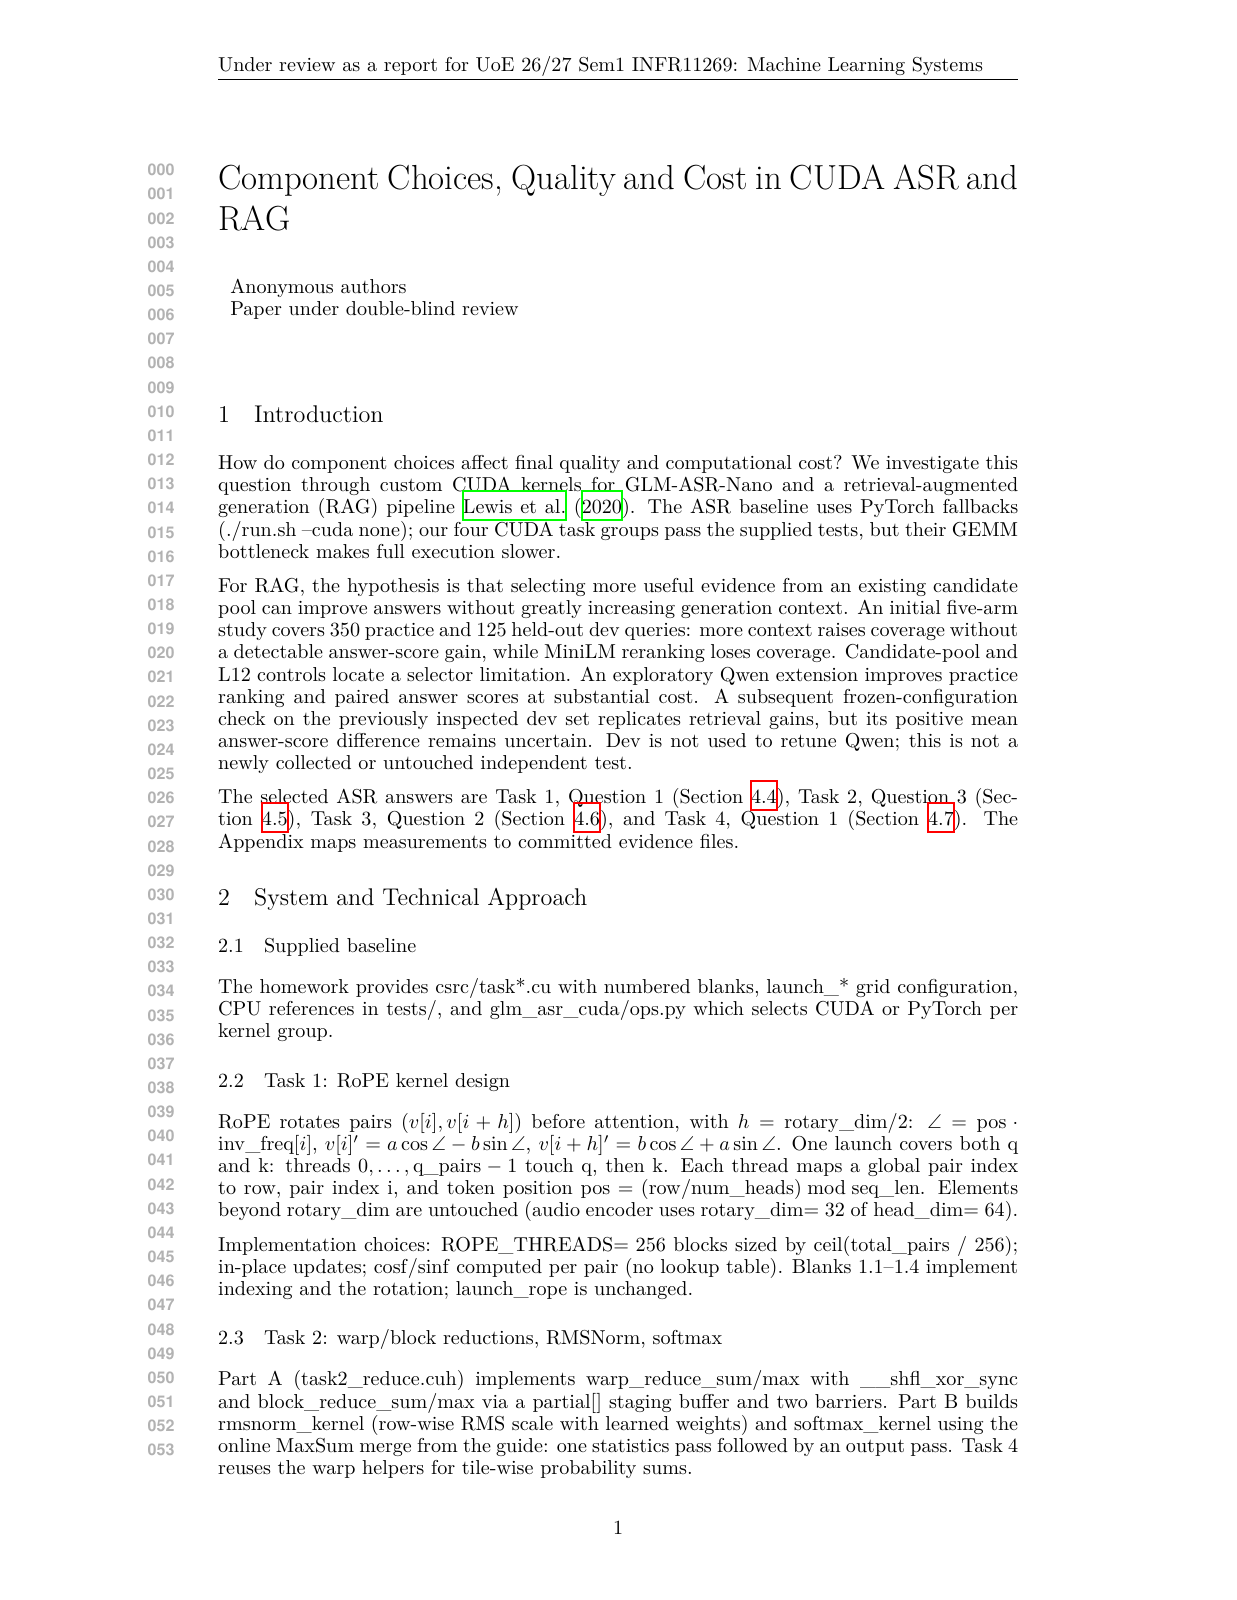 Under review as a report for UoE 26/27 Sem1 INFR11269: Machine Learning Systems
000
001
002
003
004
005
006
007
008
009
010
011
012
013
014
015
016
017
018
019
020
021
022
023
024
025
026
027
028
029
030
031
032
033
034
035
036
037
038
039
040
041
042
043
044
045
046
047
048
049
050
051
052
053
Component Choices, Quality and Cost in CUDA ASR and
RAG
Anonymous authors
Paper under double-blind review
1 Introduction
How do component choices affect final quality and computational cost? We investigate this
question through custom CUDA kernels for GLM-ASR-Nano and a retrieval-augmented
generation (RAG) pipeline Lewis et al. (2020). The ASR baseline uses PyTorch fallbacks
(./run.sh –cuda none); our four CUDA task groups pass the supplied tests, but their GEMM
bottleneck makes full execution slower.
For RAG, the hypothesis is that selecting more useful evidence from an existing candidate
pool can improve answers without greatly increasing generation context. An initial five-arm
study covers 350 practice and 125 held-out dev queries: more context raises coverage without
a detectable answer-score gain, while MiniLM reranking loses coverage. Candidate-pool and
L12 controls locate a selector limitation. An exploratory Qwen extension improves practice
ranking and paired answer scores at substantial cost. A subsequent frozen-configuration
check on the previously inspected dev set replicates retrieval gains, but its positive mean
answer-score difference remains uncertain. Dev is not used to retune Qwen; this is not a
newly collected or untouched independent test.
The selected ASR answers are Task 1, Question 1 (Section 4.4), Task 2, Question 3 (Sec-
tion 4.5), Task 3, Question 2 (Section 4.6), and Task 4, Question 1 (Section 4.7). The
Appendix maps measurements to committed evidence files.
2 System and Technical Approach
2.1 Supplied baseline
The homework provides csrc/task*.cu with numbered blanks, launch_* grid configuration,
CPU references in tests/, and glm_asr_cuda/ops.py which selects CUDA or PyTorch per
kernel group.
2.2 Task 1: RoPE kernel design
RoPE rotates pairs (v[i], v[i + h]) before attention, with h = rotary_dim/2: ∠ = pos ·
inv_freq[i], v[i]′ = a cos ∠ − b sin ∠, v[i + h]′ = b cos ∠ + a sin ∠. One launch covers both q
and k: threads 0, . . . , q_pairs − 1 touch q, then k. Each thread maps a global pair index
to row, pair index i, and token position pos = (row/num_heads) mod seq_len. Elements
beyond rotary_dim are untouched (audio encoder uses rotary_dim= 32 of head_dim= 64).
Implementation choices: ROPE_THREADS= 256 blocks sized by ceil(total_pairs / 256);
in-place updates; cosf/sinf computed per pair (no lookup table). Blanks 1.1–1.4 implement
indexing and the rotation; launch_rope is unchanged.
2.3 Task 2: warp/block reductions, RMSNorm, softmax
Part A (task2_reduce.cuh) implements warp_reduce_sum/max with __shfl_xor_sync
and block_reduce_sum/max via a partial[] staging buffer and two barriers. Part B builds
rmsnorm_kernel (row-wise RMS scale with learned weights) and softmax_kernel using the
online MaxSum merge from the guide: one statistics pass followed by an output pass. Task 4
reuses the warp helpers for tile-wise probability sums.
1